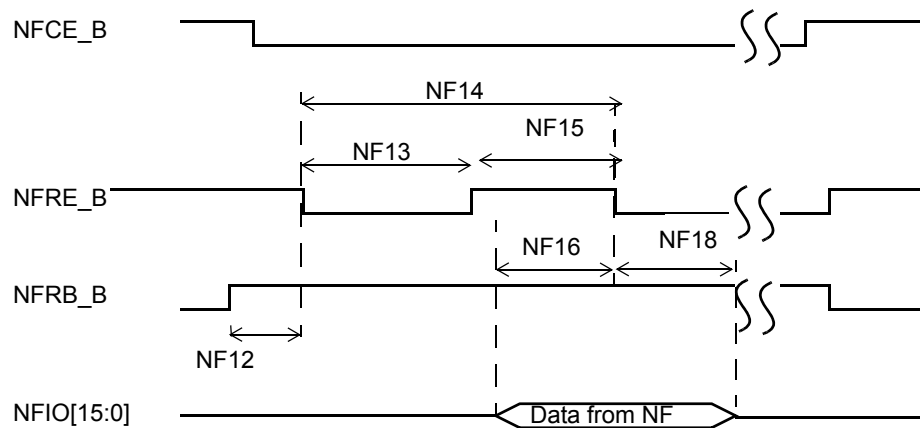 NFCE_B
NF14
NF15
NF13
NFRE_B
NF16
NF18
NFRB_B
NF12
NFIO[15:0]
Data from NF